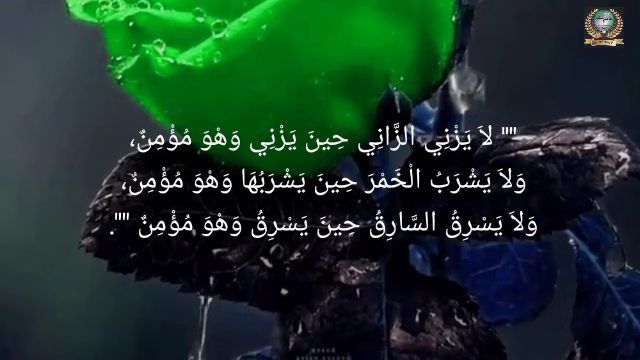 "" لاَ يَزْنِي الزَّانِي حِينَ يَزْنِي وَهْوَ مُؤْمِنٌ،
وَلاَ يَشْرَبُ الْخَمْرَ حِينَ يَشْرَبُهَا وَهْوَ مُؤْمِنٌ،
وَلاَ يَسْرِقُ السَّارِقُ حِينَ يَسْرِقُ وَهْوَ مُؤْمِنٌ "".